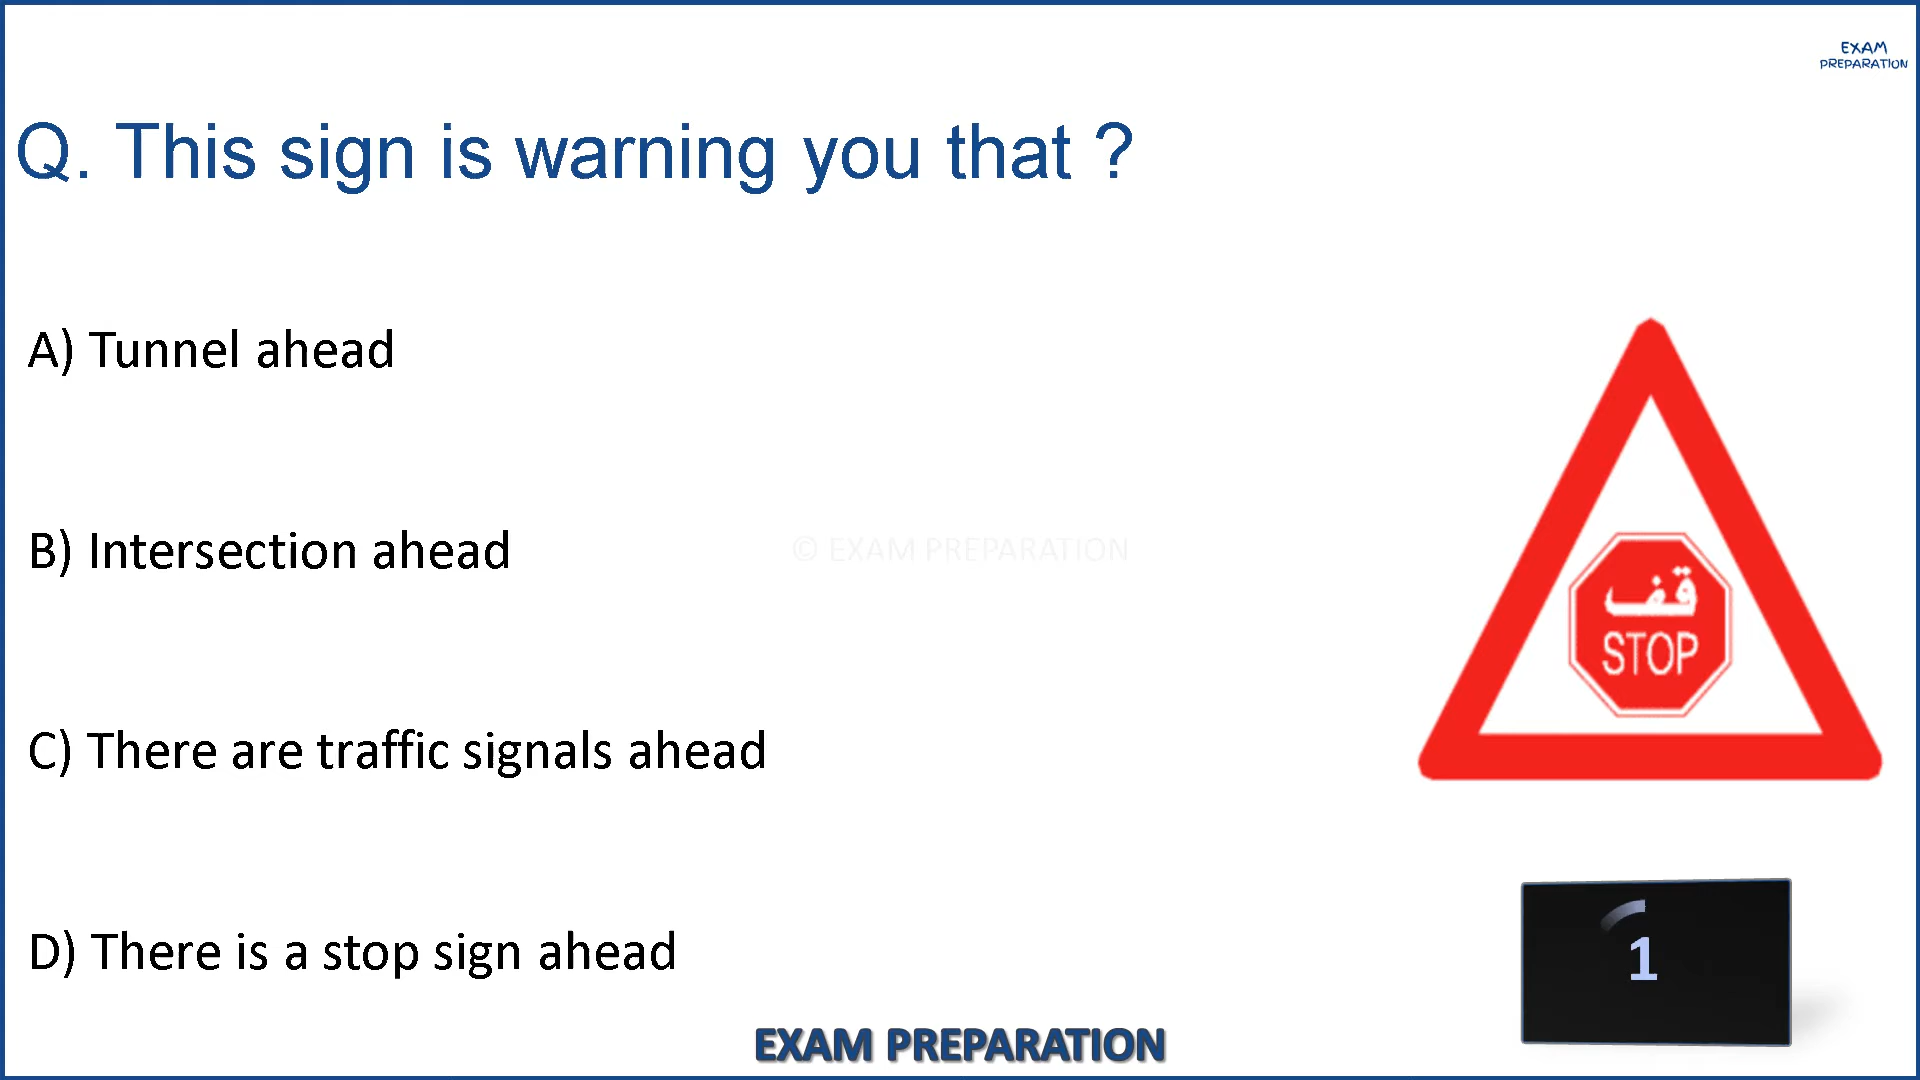 EXAM
PREPARATION
Q. This sign is warning you that ?
A) Tunnel ahead
B) Intersection ahead
© EXAM PREPARATION
قف
STOP
C) There are traffic signals ahead
D) There is a stop sign ahead
1
EXAM PREPARATION